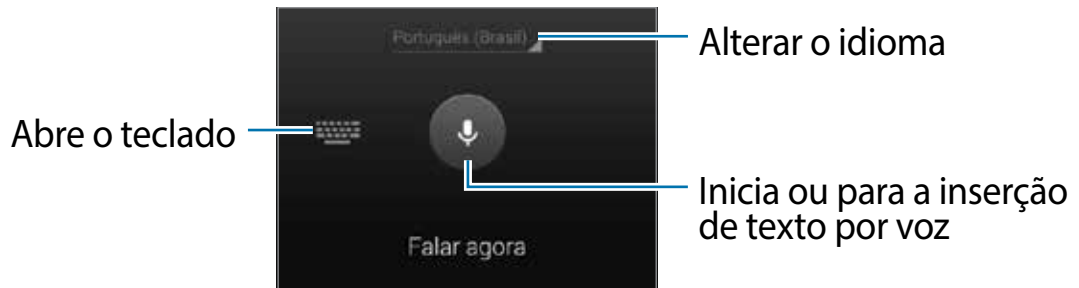 Português (Brasil)
Alterar o idioma
Abre o teclado
Inicia ou para a inserção
de texto por voz
Falar agora